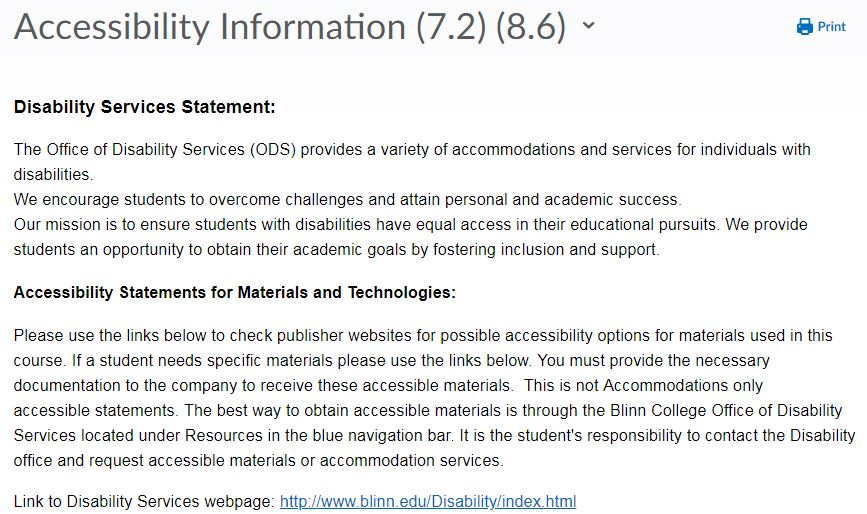 Accessibility Information (7.2) (8.6)
Print
Disability Services Statement:
The Office of Disability Services (ODS) provides a variety of accommodations and services for individuals with
disabilities.
We encourage students to overcome challenges and attain personal and academic success.
Our mission is to ensure students with disabilities have equal access in their educational pursuits. We provide
students an opportunity to obtain their academic goals by fostering inclusion and support.
Accessibility Statements for Materials and Technologies:
Please use the links below to check publisher websites for possible accessibility options for materials used in this
course. If a student needs specific materials please use the links below. You must provide the necessary
documentation to the company to receive these accessible materials.  This is not Accommodations only
accessible statements. The best way to obtain accessible materials is through the Blinn College Office of Disability
Services located under Resources in the blue navigation bar. It is the student's responsibility to contact the Disability
office and request accessible materials or accommodation services.
Link to Disability Services webpage: http://www.blinn.edu/Disability/index.html